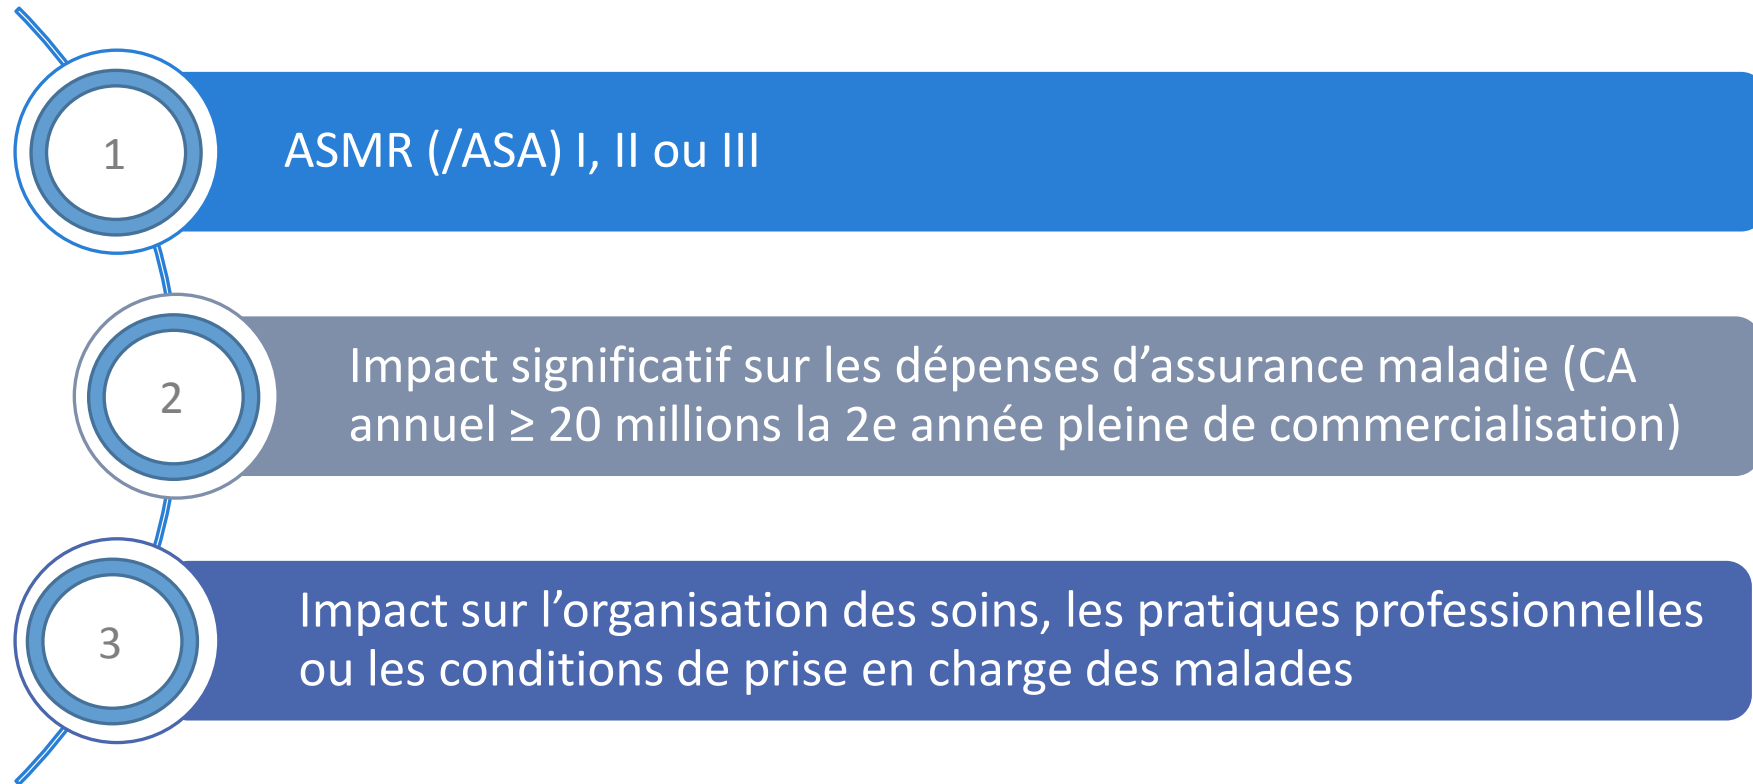 1
ASMR (/ASA) I, II ou III
2
Impact significatif sur les dépenses d’assurance maladie (CA
annuel ≥ 20 millions la 2e année pleine de commercialisation)
3
Impact sur l’organisation des soins, les pratiques professionnelles
ou les conditions de prise en charge des malades